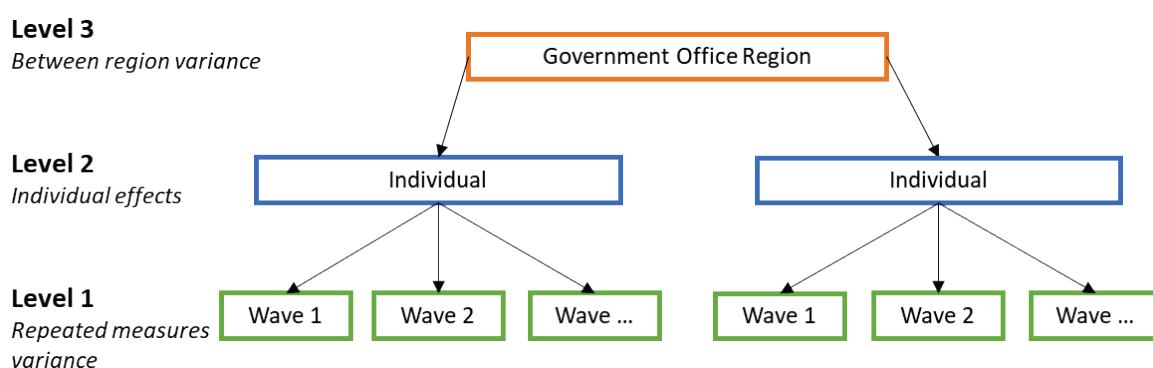 Level 3
Between region variance
Government Office Region
Level 2
Individual effects
Individual
Individual
Level 1
Repeated measures
variance
Wave 1
Wave 2
Wave ...
Wave 1
Wave 2
Wave ...